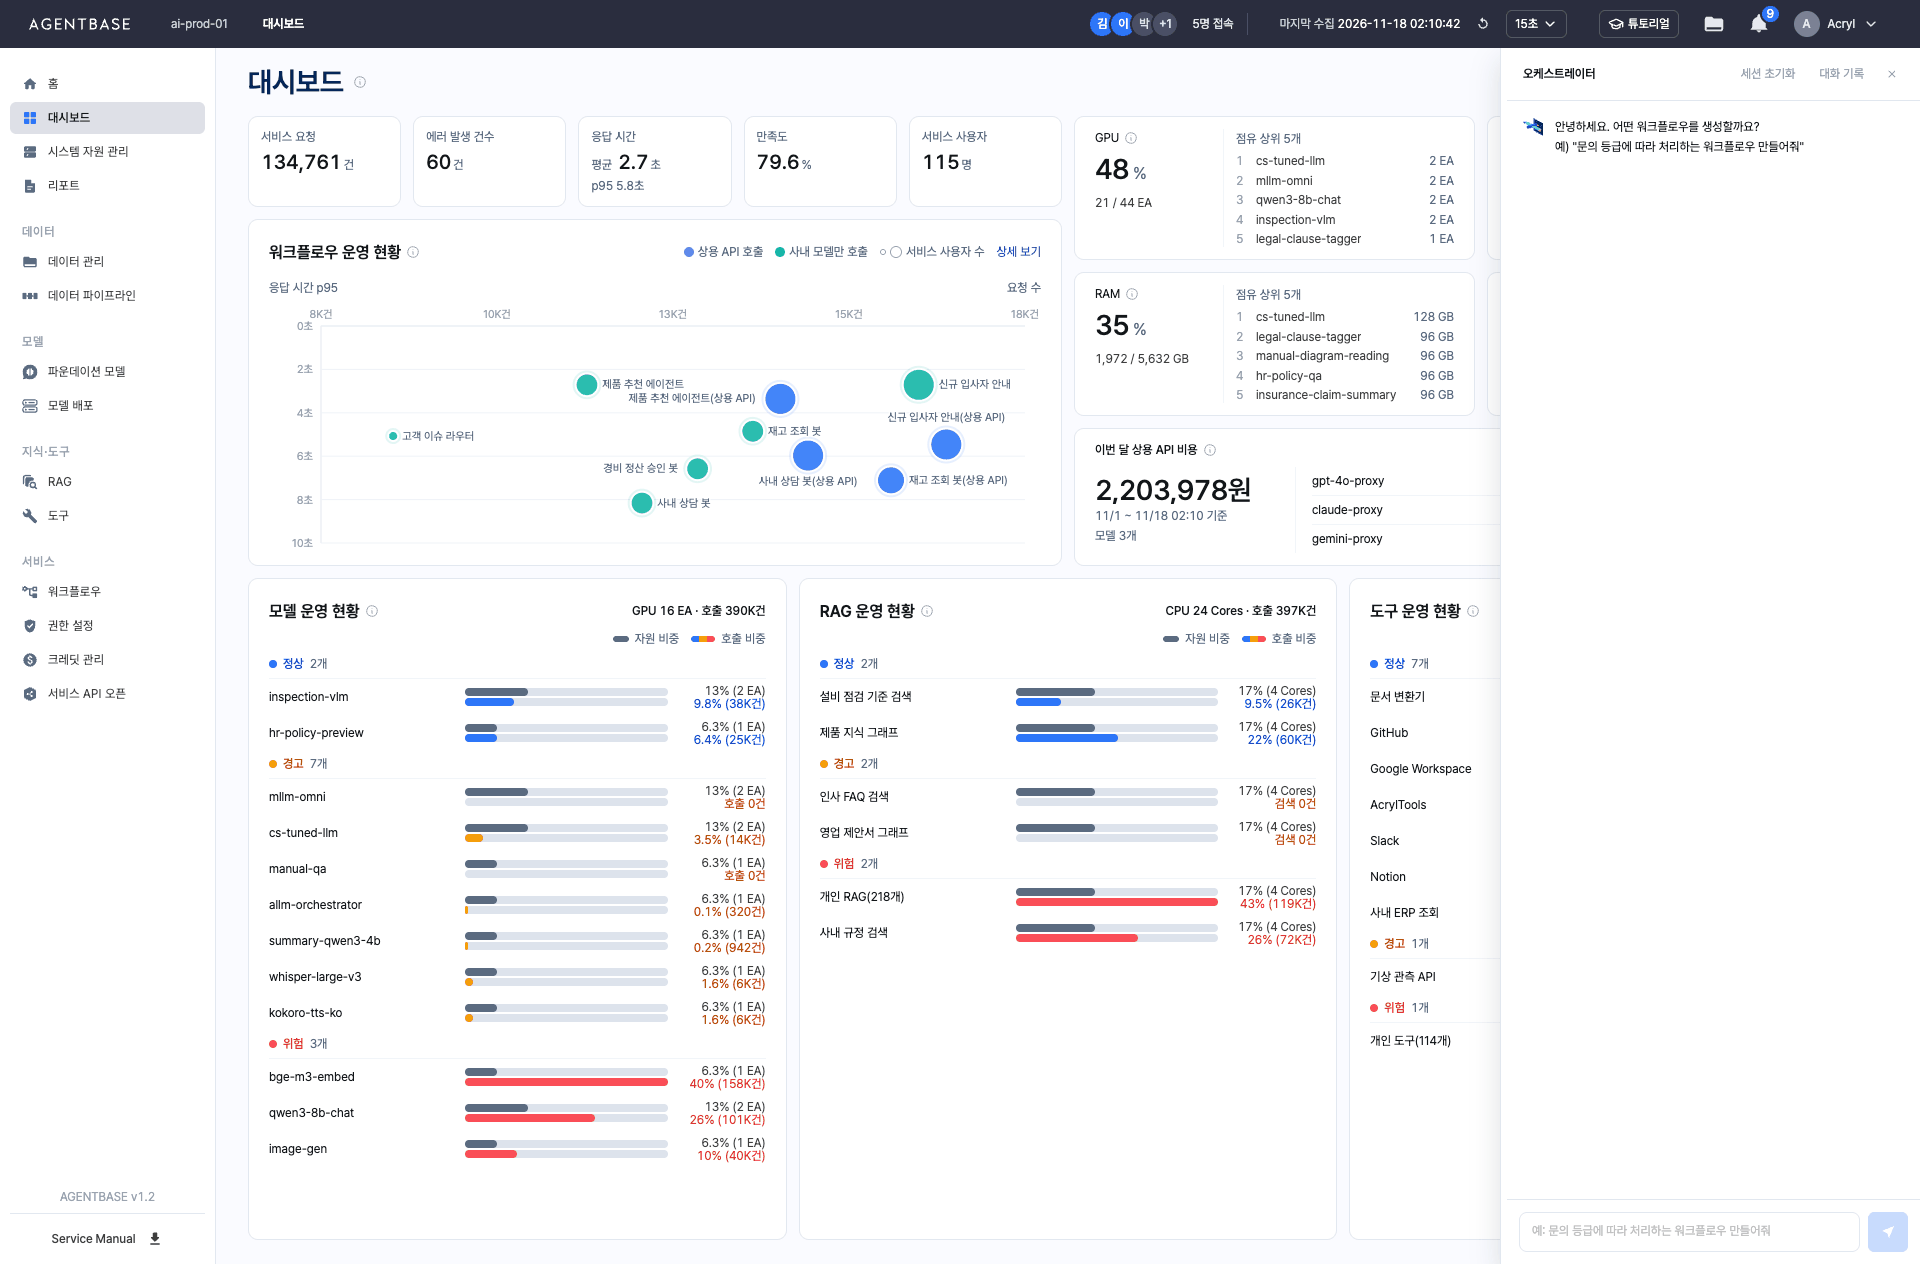 AGENTBASE
ai-prod-01
대시보드
김 이 박 +1
5명 접속
마지막 수집 2026-11-18 02:10:42
15초
튜토리얼
9
A
Acryl
홈
대시보드
시스템 자원 관리
리포트
데이터
데이터 관리
데이터 파이프라인
모델
파운데이션 모델
모델 배포
지식·도구
RAG
도구
서비스
워크플로우
권한 설정
크레딧 관리
서비스 API 오픈
AGENTBASE v1.2
Service Manual
대시보드
서비스 요청
134,761 건
에러 발생 건수
60 건
응답 시간
평균 2.7 초
p95 5.8초
만족도
79.6 %
서비스 사용자
115 명
워크플로우 운영 현황
상용 API 호출
사내 모델만 호출
서비스 사용자 수
상세 보기
응답 시간 p95
요청 수
8K건
10K건
13K건
15K건
18K건
0초
2초
4초
6초
8초
10초
제품 추천 에이전트
제품 추천 에이전트(상용 API)
신규 입사자 안내
신규 입사자 안내(상용 API)
고객 이슈 라우터
재고 조회 봇
경비 정산 승인 봇
사내 상담 봇(상용 API)
재고 조회 봇(상용 API)
사내 상담 봇
GPU
48 %
21 / 44 EA
점유 상위 5개
1 cs-tuned-llm 2 EA
2 mllm-omni 2 EA
3 qwen3-8b-chat 2 EA
4 inspection-vlm 2 EA
5 legal-clause-tagger 1 EA
RAM
35 %
1,972 / 5,632 GB
점유 상위 5개
1 cs-tuned-llm 128 GB
2 legal-clause-tagger 96 GB
3 manual-diagram-reading 96 GB
4 hr-policy-qa 96 GB
5 insurance-claim-summary 96 GB
이번 달 상용 API 비용
2,203,978원
11/1 ~ 11/18 02:10 기준
모델 3개
gpt-4o-proxy
claude-proxy
gemini-proxy
모델 운영 현황
GPU 16 EA · 호출 390K건
자원 비중
호출 비중
정상 2개
inspection-vlm
13% (2 EA)
9.8% (38K건)
hr-policy-preview
6.3% (1 EA)
6.4% (25K건)
경고 7개
mllm-omni
13% (2 EA)
호출 0건
cs-tuned-llm
13% (2 EA)
3.5% (14K건)
manual-qa
6.3% (1 EA)
호출 0건
allm-orchestrator
6.3% (1 EA)
0.1% (320건)
summary-qwen3-4b
6.3% (1 EA)
0.2% (942건)
whisper-large-v3
6.3% (1 EA)
1.6% (6K건)
kokoro-tts-ko
6.3% (1 EA)
1.6% (6K건)
위험 3개
bge-m3-embed
6.3% (1 EA)
40% (158K건)
qwen3-8b-chat
13% (2 EA)
26% (101K건)
image-gen
6.3% (1 EA)
10% (40K건)
RAG 운영 현황
CPU 24 Cores · 호출 397K건
자원 비중
호출 비중
정상 2개
설비 점검 기준 검색
17% (4 Cores)
9.5% (26K건)
제품 지식 그래프
17% (4 Cores)
22% (60K건)
경고 2개
인사 FAQ 검색
17% (4 Cores)
검색 0건
영업 제안서 그래프
17% (4 Cores)
검색 0건
위험 2개
개인 RAG(218개)
17% (4 Cores)
43% (119K건)
사내 규정 검색
17% (4 Cores)
26% (72K건)
도구 운영 현황
정상 7개
문서 변환기
GitHub
Google Workspace
AcrylTools
Slack
Notion
사내 ERP 조회
경고 1개
기상 관측 API
위험 1개
개인 도구(114개)
오케스트레이터
세션 초기화
대화 기록
안녕하세요. 어떤 워크플로우를 생성할까요?
예) "문의 등급에 따라 처리하는 워크플로우 만들어줘"
예: 문의 등급에 따라 처리하는 워크플로우 만들어줘